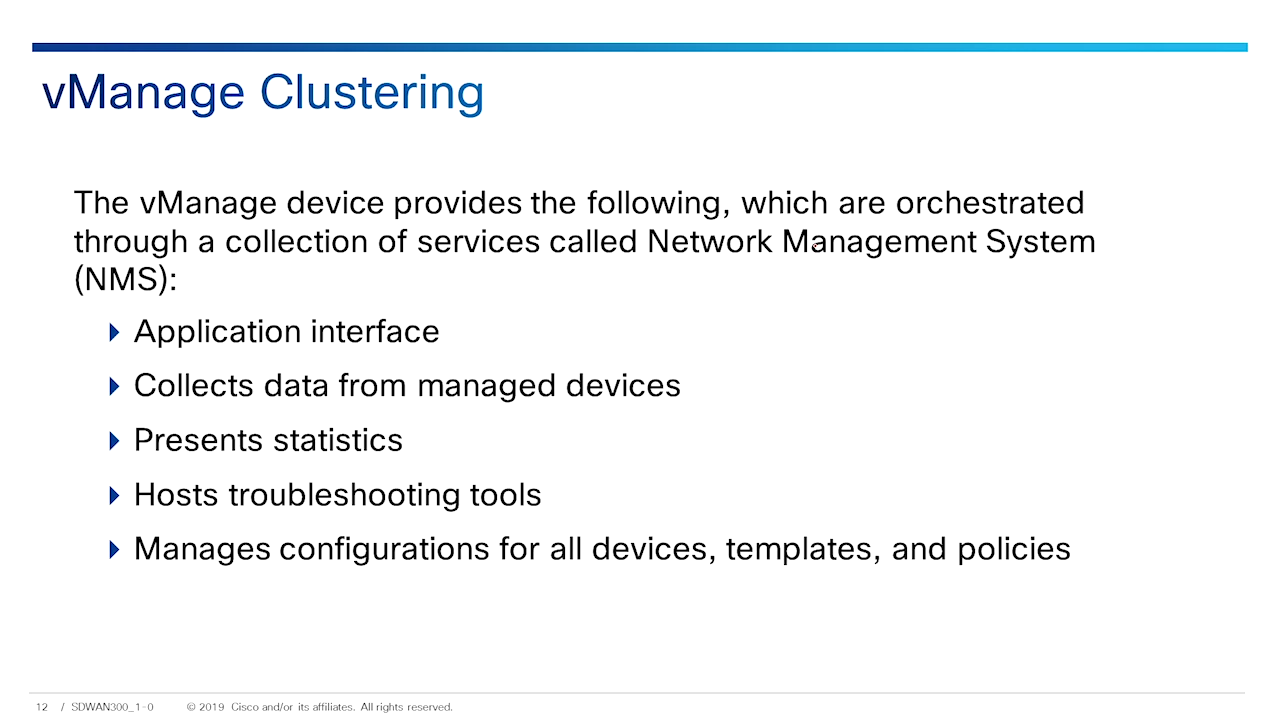 vManage Clustering
The vManage device provides the following, which are orchestrated
through a collection of services called Network Management System
(NMS):
Application interface
Collects data from managed devices
Presents statistics
Hosts troubleshooting tools
Manages configurations for all devices, templates, and policies
12 / SDWAN300_1-0 © 2019 Cisco and/or its affiliates. All rights reserved.